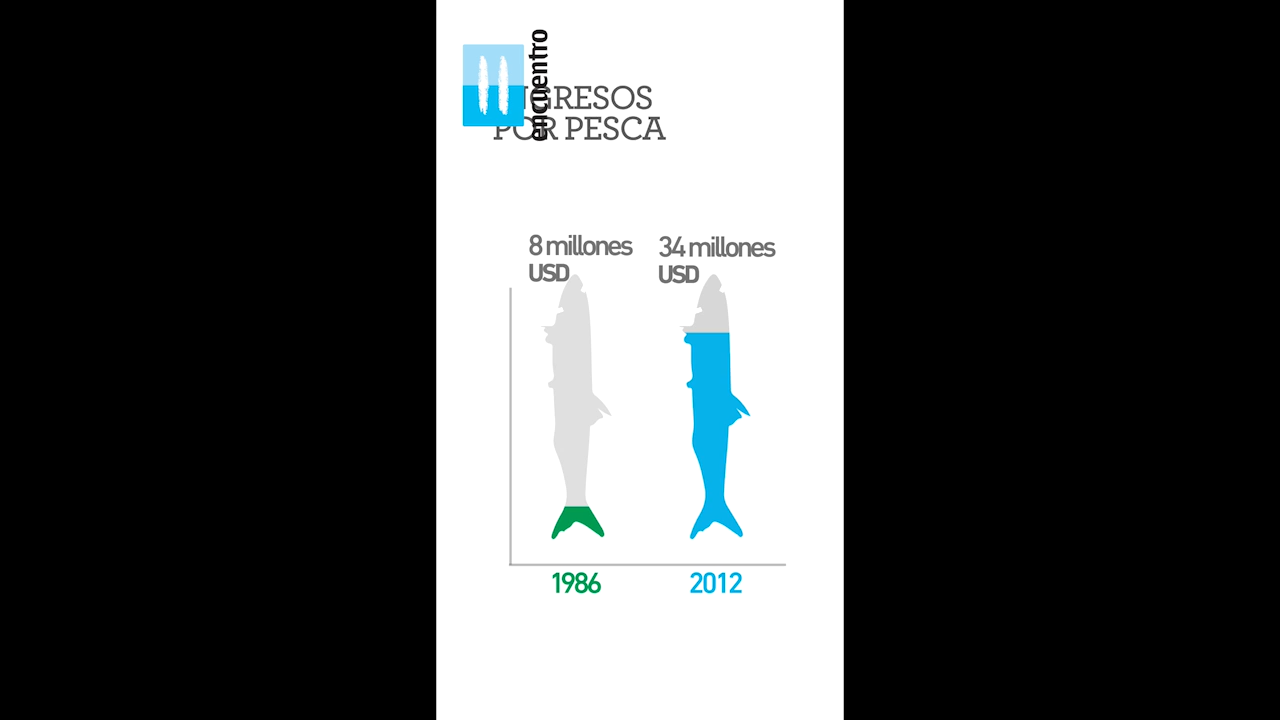 encuentro
INGRESOS
POR PESCA
8 millones
USD
34 millones
USD
1986
2012